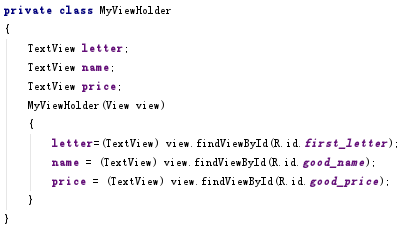 private class MyViewHolder
{
TextView letter;
TextView name;
TextView price;
MyViewHolder(View view)
{
letter=(TextView) view.findViewById(R.id.first_letter);
name = (TextView) view.findViewById(R.id.good_name);
price = (TextView) view.findViewById(R.id.good_price);
}
}